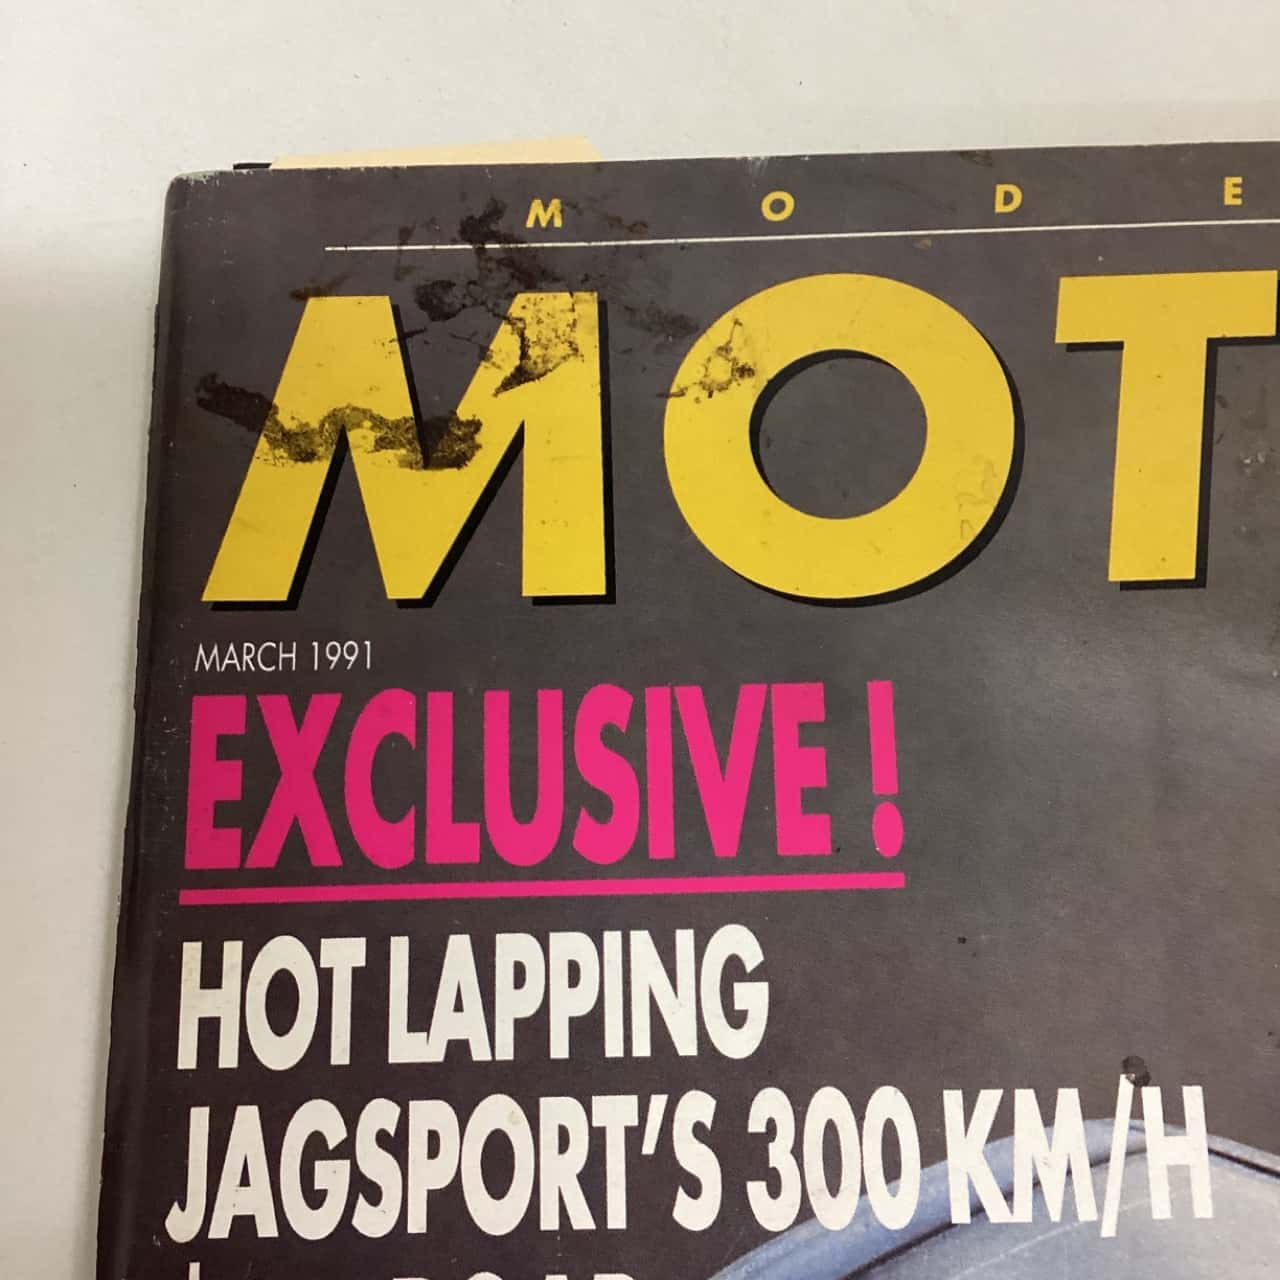 M O D E
MOT
MARCH 1991
EXCLUSIVE!
HOT LAPPING
JAGSPORT'S 300 KM/H